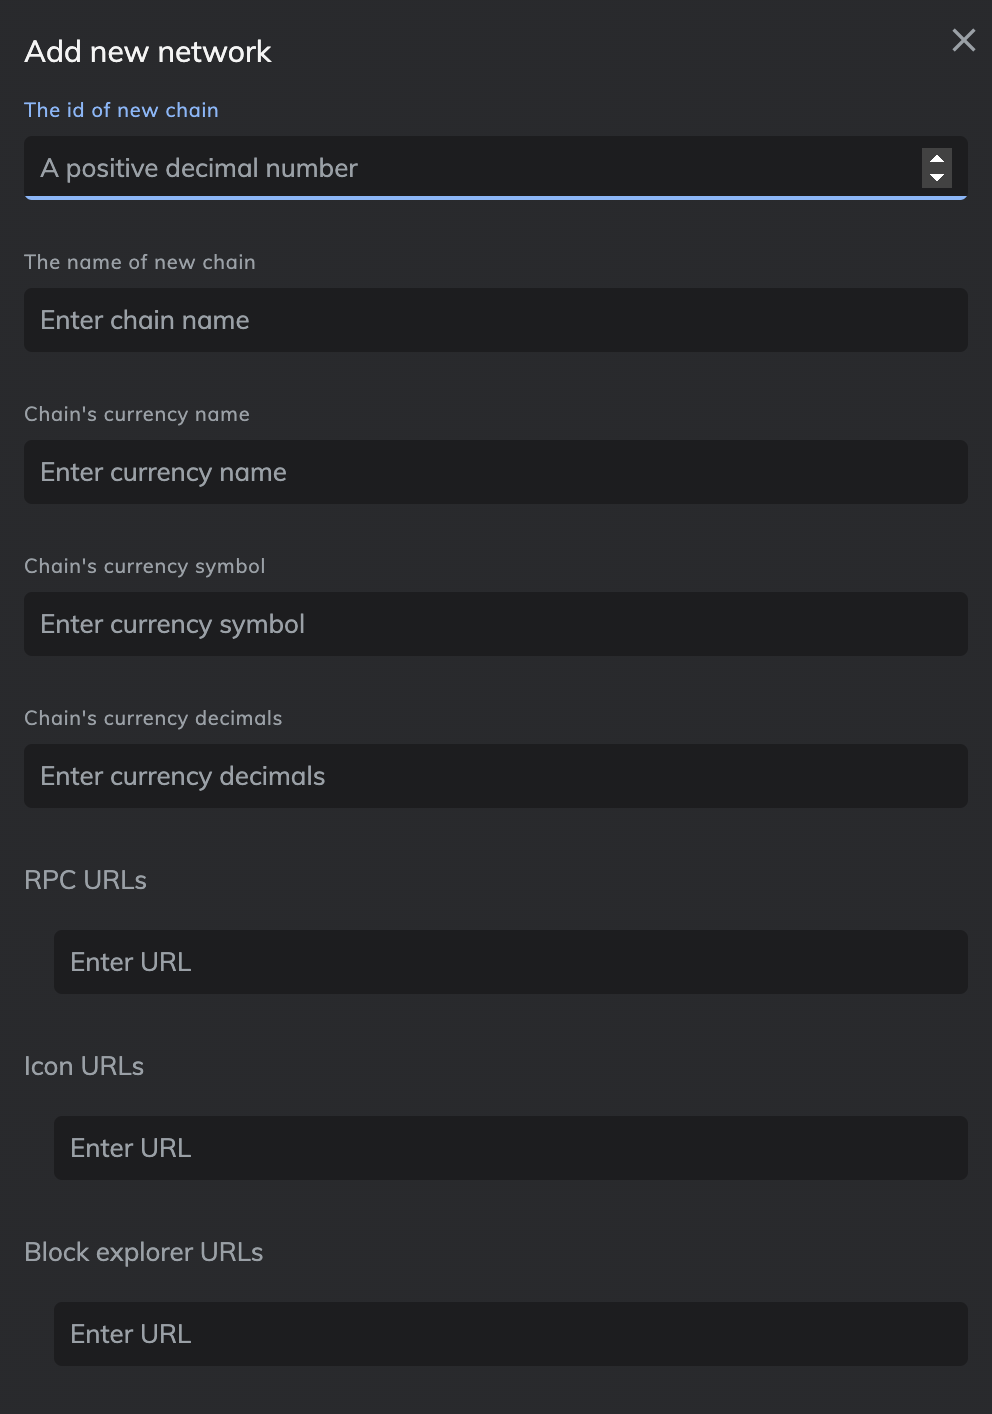 Add new network
The id of new chain
A positive decimal number
The name of new chain
Enter chain name
Chain's currency name
Enter currency name
Chain's currency symbol
Enter currency symbol
Chain's currency decimals
Enter currency decimals
RPC URLs
Enter URL
Icon URLs
Enter URL
Block explorer URLs
Enter URL